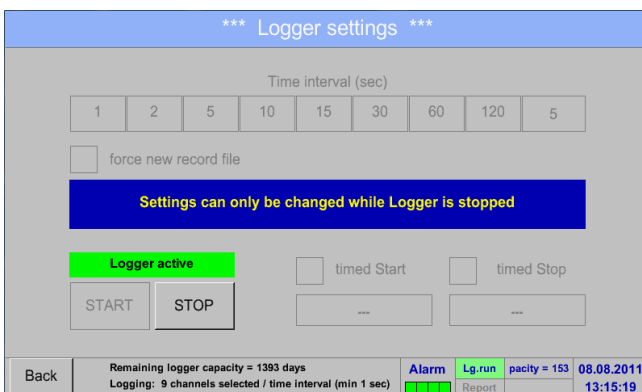 *** Logger settings ***
Time interval (sec)
1 2 5 10 15 30 60 120 5
force new record file
Settings can only be changed while Logger is stopped
Logger active
timed Start timed Stop
START STOP --- ---
Back
Remaining logger capacity = 1393 days
Logging: 9 channels selected / time interval (min 1 sec)
Alarm Lg.run pacity = 153 08.08.2011
Report 13:15:19